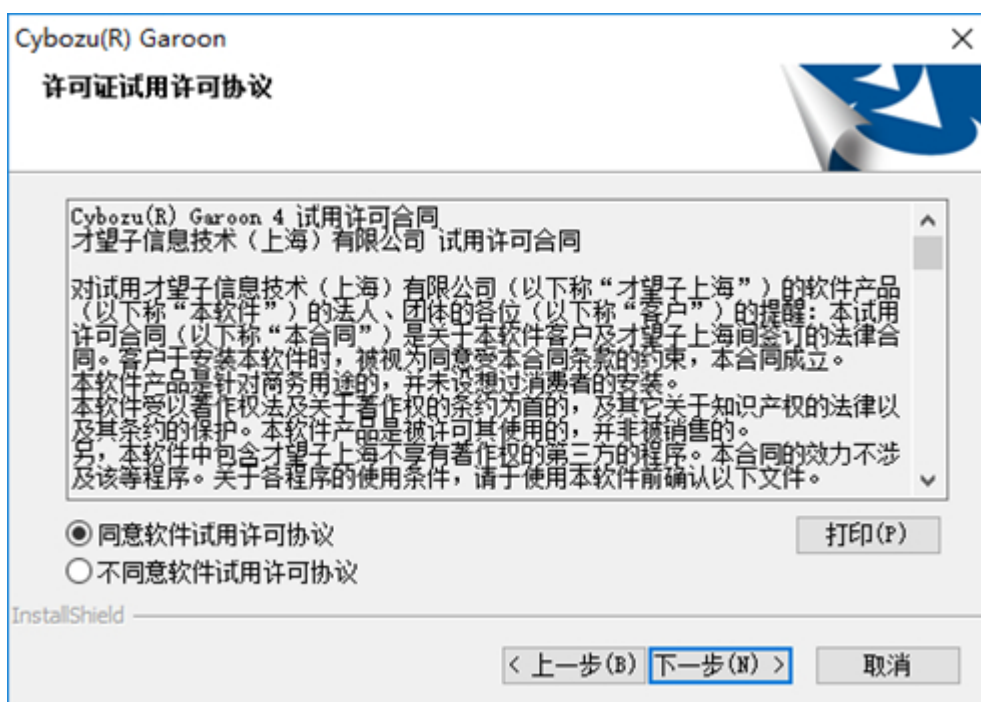 Cybozu(R) Garoon
许可证试用许可协议
Cybozu(R) Garoon 4 试用许可合同
才望子信息技术（上海）有限公司 试用许可合同
对试用才望子信息技术（上海）有限公司（以下称“才望子上海”）的软件产品
（以下称“本软件”）的法人、团体的各位（以下称“客户”）的提醒：本试用
许可合同（以下称“本合同”）是关于本软件客户及才望子上海间签订的法律合
同。客户于安装本软件时，被视为同意受本合同条款的约束，本合同成立。
本软件产品是针对商务用途的，并未设想过消费者的安装。
本软件受以著作权法及关于著作权的条约为首的，及其它关于知识产权的法律以
及其条约的保护。本软件产品是被许可其使用的，并非被销售的。
另，本软件中包含才望子上海不享有著作权的第三方的程序。本合同的效力不涉
及该等程序。关于各程序的使用条件，请于使用本软件前确认以下文件。
同意软件试用许可协议
打印(P)
不同意软件试用许可协议
InstallShield
< 上一步(B)
下一步(N) >
取消